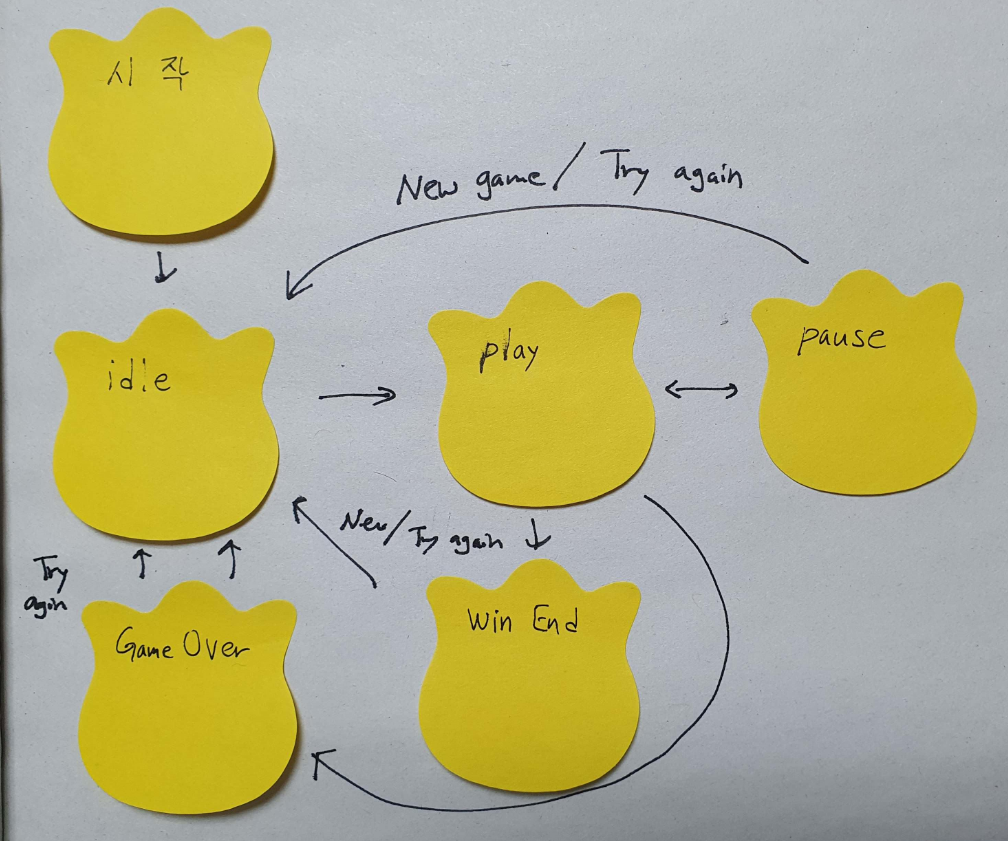 시작
New game / Try again
idle
play
pause
New / Try again
Try
again
Game Over
Win End